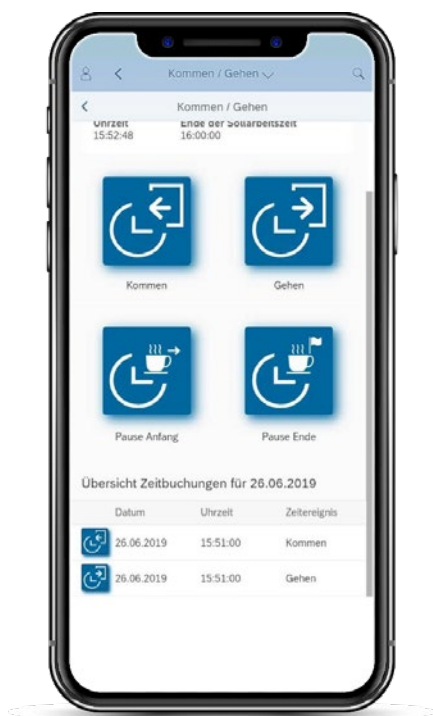 Kommen / Gehen
Kommen / Gehen
Uhrzeit Ende der Sollarbeitszeit
15:52:48 16:00:00
Kommen Gehen
Pause Anfang Pause Ende
Übersicht Zeitbuchungen für 26.06.2019
Datum Uhrzeit Zeitereignis
26.06.2019 15:51:00 Kommen
26.06.2019 15:51:00 Gehen